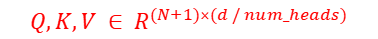 Q, K, V ∈ R^{(N+1)×(d / num_heads)}